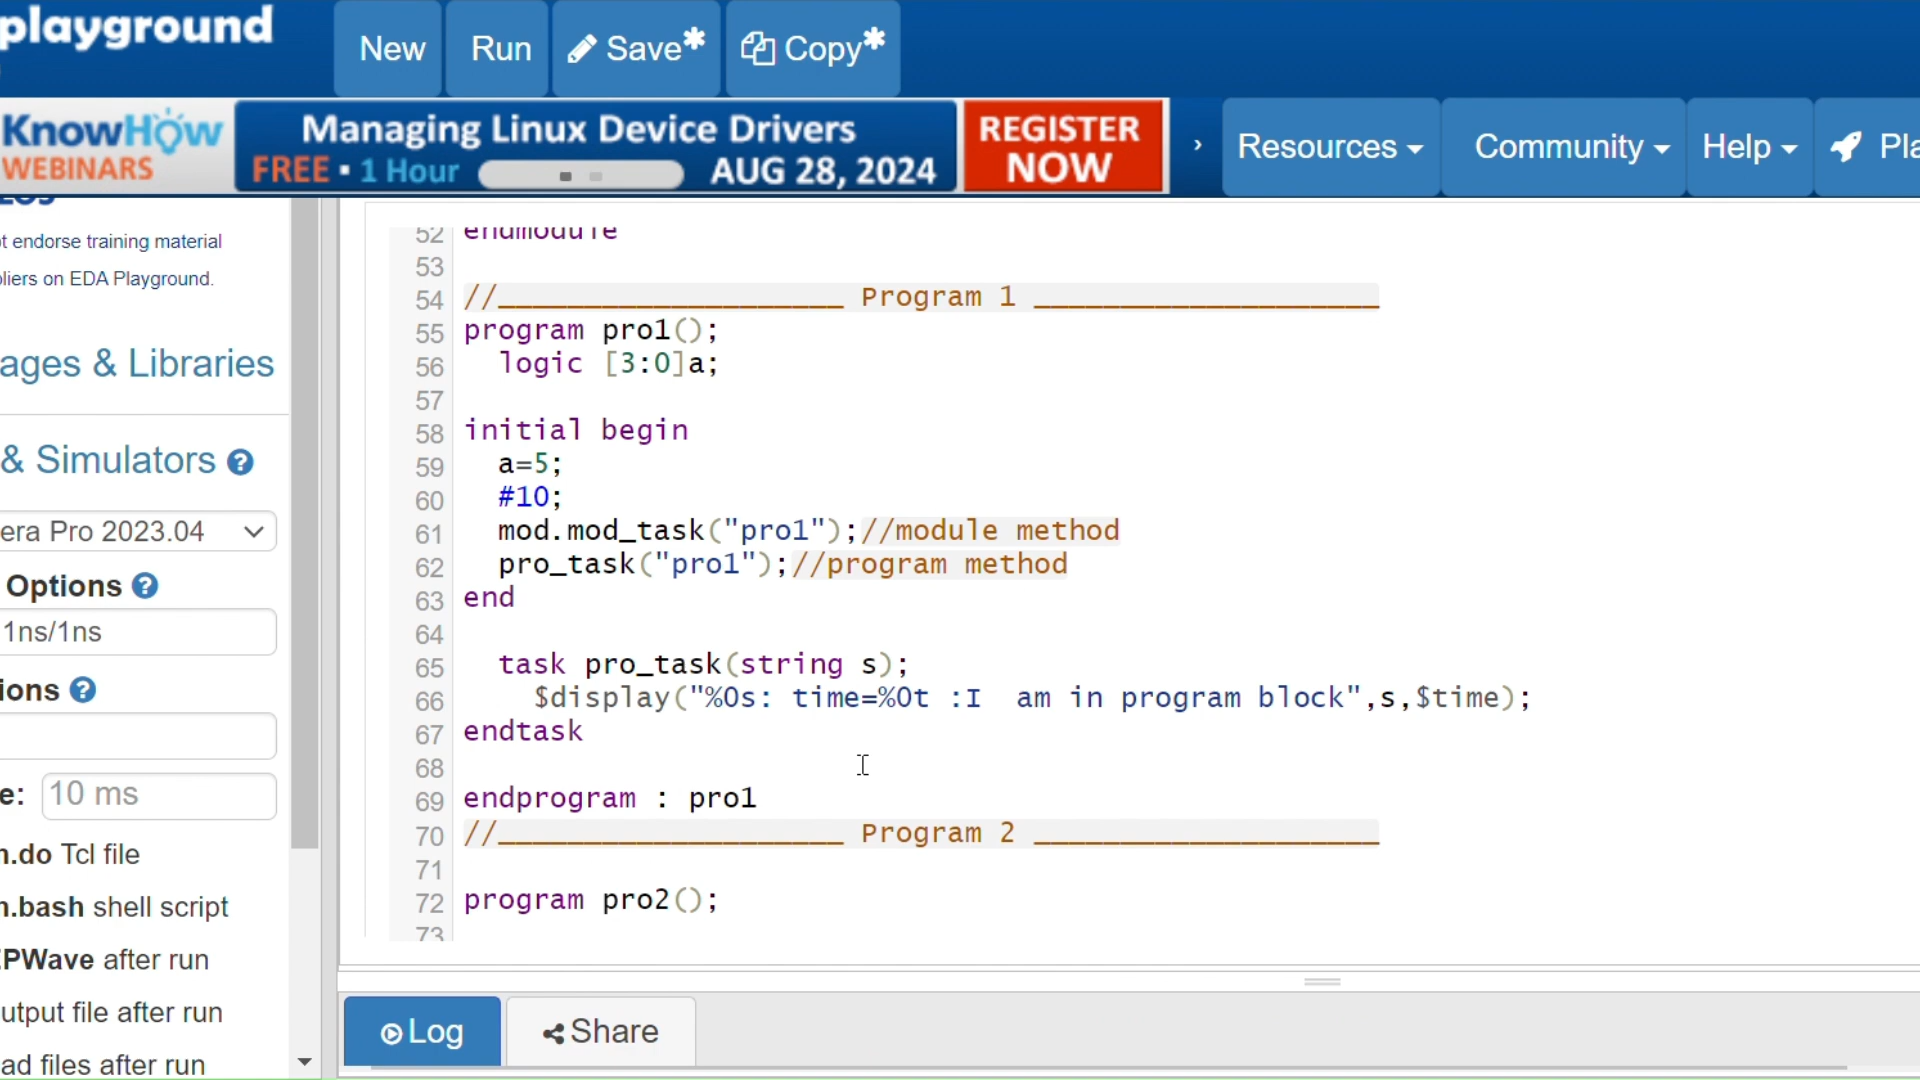 playground
New
Run
Save*
Copy*
KnowHow
WEBINARS
Managing Linux Device Drivers
FREE ▪ 1 Hour
AUG 28, 2024
REGISTER
NOW
›
Resources
Community
Help
Pla
t endorse training material
liers on EDA Playground.
ages & Libraries
& Simulators ?
era Pro 2023.04
Options ?
1ns/1ns
ions ?
e: 10 ms
n.do Tcl file
n.bash shell script
EPWave after run
utput file after run
ad files after run
52 endmodule
53
54 //____________________ Program 1 ____________________
55 program pro1();
56 logic [3:0]a;
57
58 initial begin
59 a=5;
60 #10;
61 mod.mod_task("pro1");//module method
62 pro_task("pro1");//program method
63 end
64
65 task pro_task(string s);
66 $display("%0s: time=%0t :I  am in program block",s,$time);
67 endtask
68
69 endprogram : pro1
70 //____________________ Program 2 ____________________
71
72 program pro2();
73
Log
Share